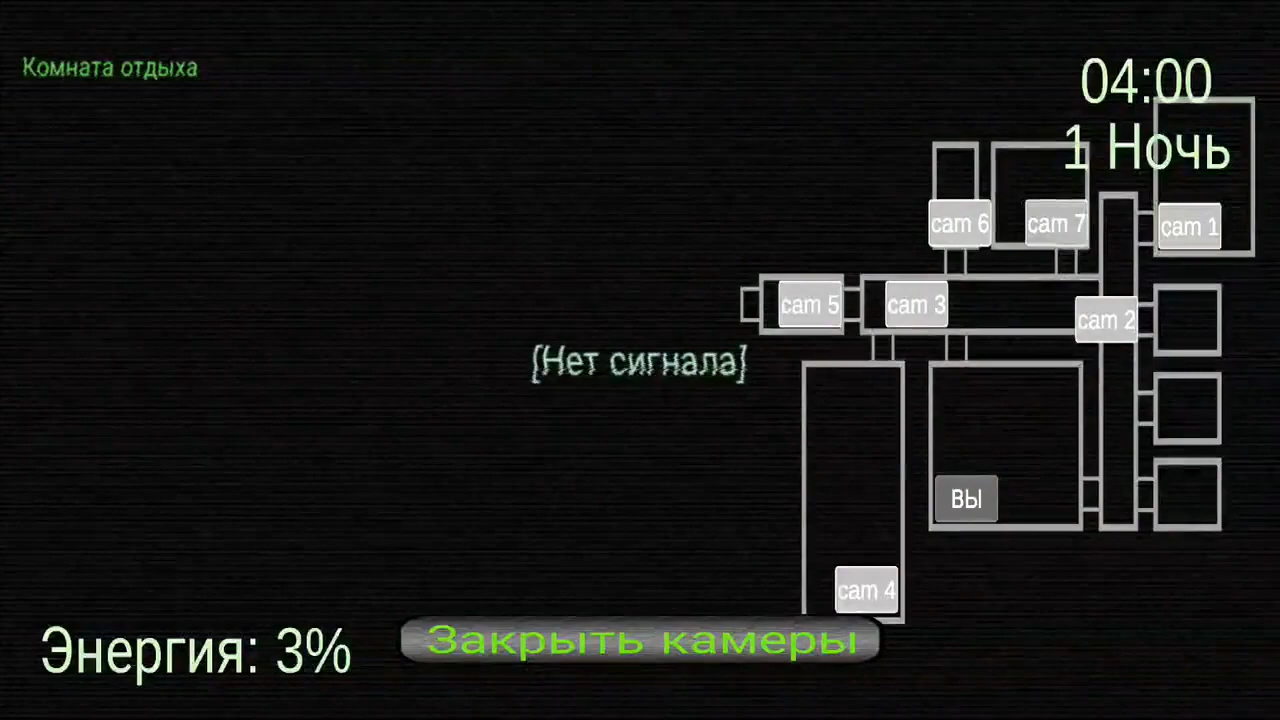 Комната отдыха
04:00
1 Ночь
cam 6
cam 7
cam 1
cam 5
cam 3
cam 2
[Нет сигнала]
ВЫ
cam 4
Энергия: 3%
Закрыть камеры